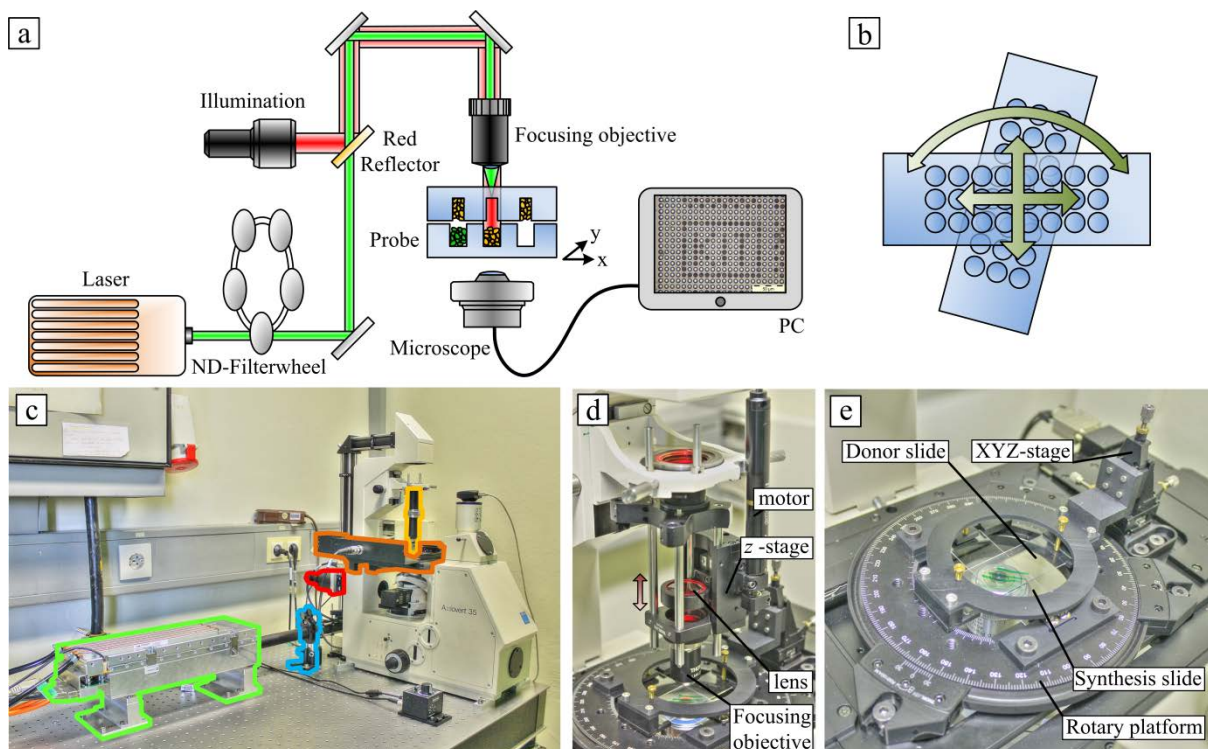 a
Illumination
Red
Reflector
Focusing objective
Probe
y
x
Laser
ND-Filterwheel
Microscope
PC
b
c
Axiovert 35
d
motor
z -stage
lens
Focusing
objective
e
Donor slide
XYZ-stage
Synthesis slide
Rotary platform